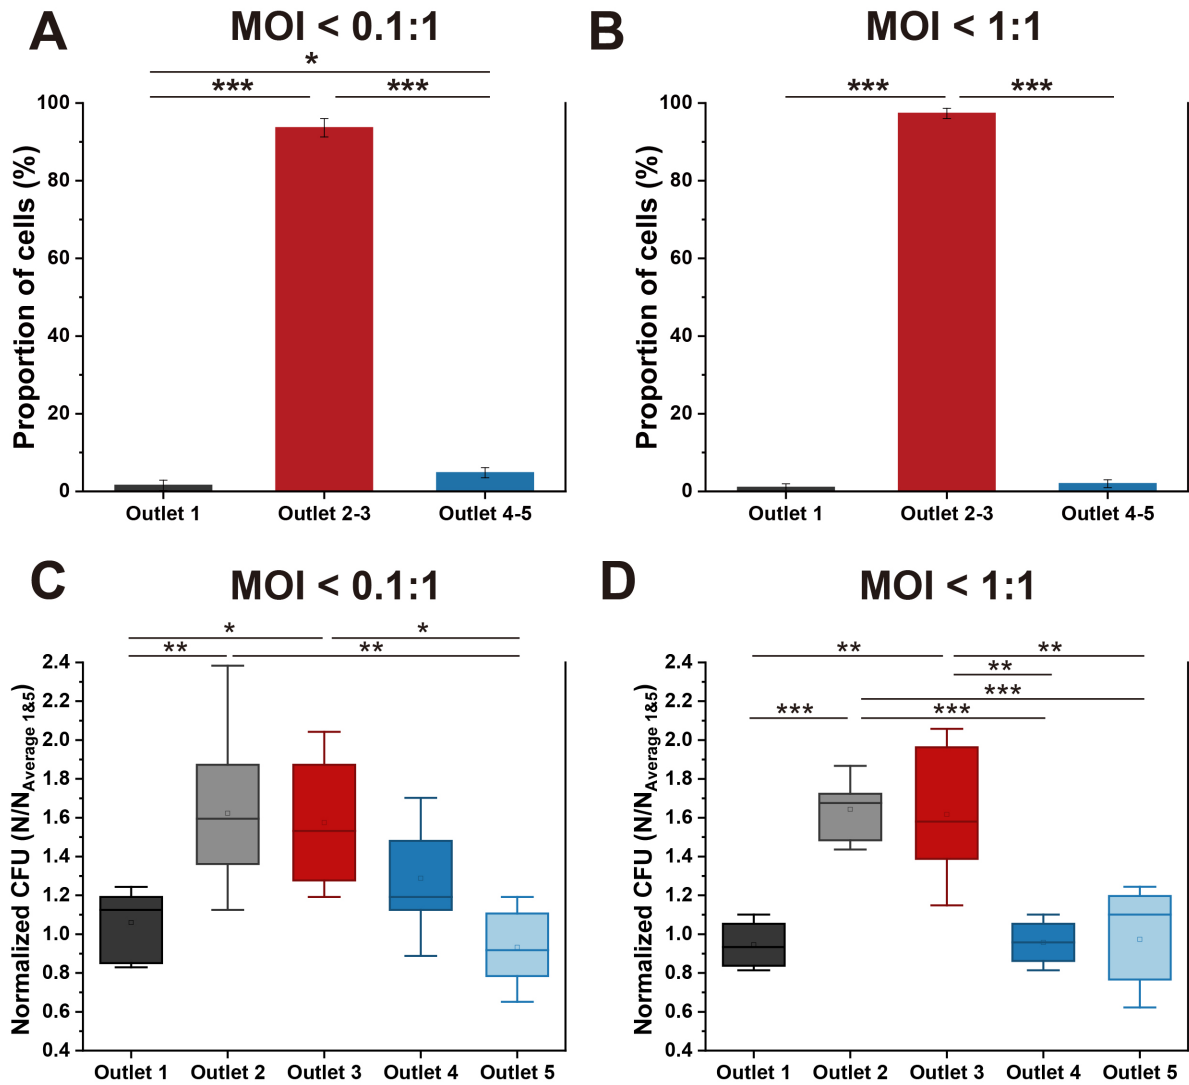 A
MOI < 0.1:1
*
***
***
100
80
60
40
20
0
Proportion of cells (%)
Outlet 1
Outlet 2-3
Outlet 4-5
B
MOI < 1:1
***
***
100
80
60
40
20
0
Proportion of cells (%)
Outlet 1
Outlet 2-3
Outlet 4-5
C
MOI < 0.1:1
*
*
**
**
2.4
2.2
2.0
1.8
1.6
1.4
1.2
1.0
0.8
0.6
0.4
Normalized CFU (N/NAverage 1&5)
Outlet 1
Outlet 2
Outlet 3
Outlet 4
Outlet 5
D
MOI < 1:1
**
**
**
***
***
***
2.4
2.2
2.0
1.8
1.6
1.4
1.2
1.0
0.8
0.6
0.4
Normalized CFU (N/NAverage 1&5)
Outlet 1
Outlet 2
Outlet 3
Outlet 4
Outlet 5